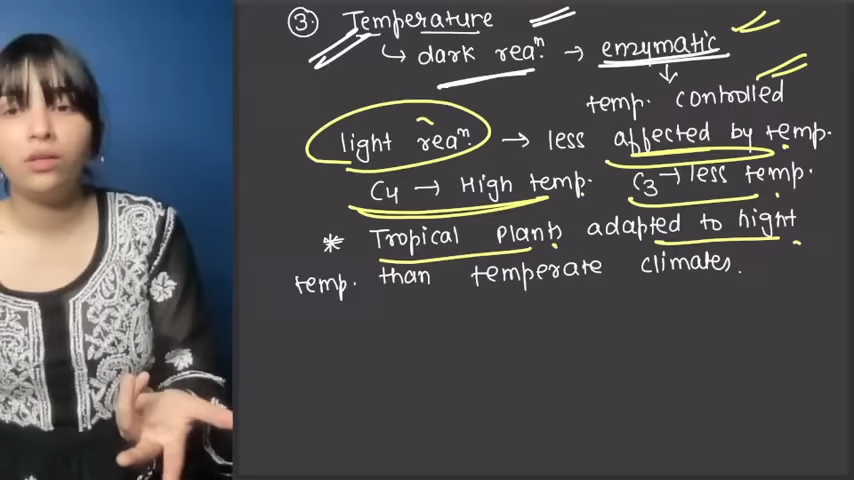 ③. Temperature
↳ dark reaⁿ. → enzymatic
↓
temp. controlled
light reaⁿ. → less affected by temp.
C4 → High temp. C3 → less temp.
* Tropical Plants adapted to hight
temp. than temperate climates.